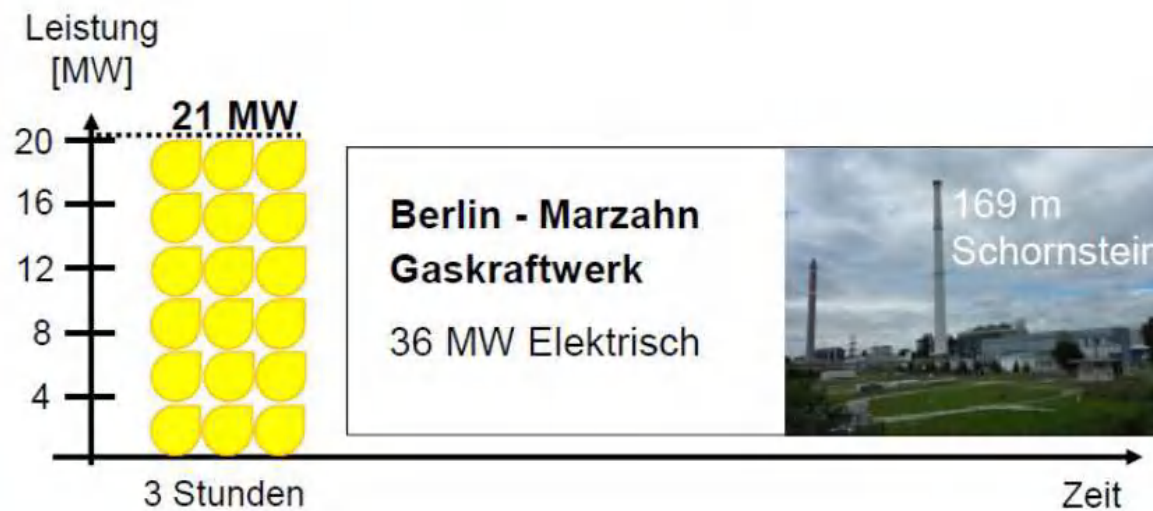 Leistung
[MW]
21 MW
20
16
12
8
4
3 Stunden
Zeit
Berlin - Marzahn
Gaskraftwerk
36 MW Elektrisch
169 m
Schornstein